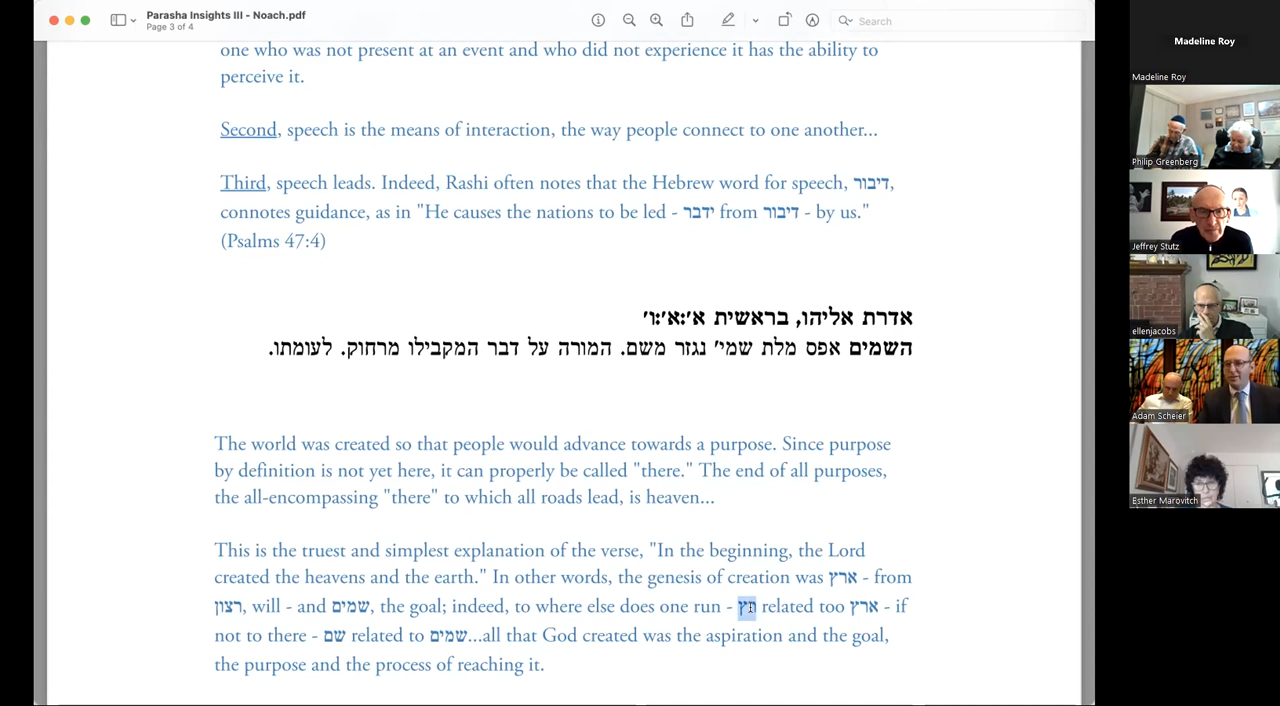 Parasha Insights III - Noach.pdf
Page 3 of 4
Search
one who was not present at an event and who did not experience it has the ability to
perceive it.
Second, speech is the means of interaction, the way people connect to one another...
Third, speech leads. Indeed, Rashi often notes that the Hebrew word for speech, דיבור,
connotes guidance, as in "He causes the nations to be led - ידבר from דיבור - by us."
(Psalms 47:4)
אדרת אליהו, בראשית א':א':ו'
השמים אפס מלת שמי' נגזר משם. המורה על דבר המקבילו מרחוק. לעומתו.
The world was created so that people would advance towards a purpose. Since purpose
by definition is not yet here, it can properly be called "there." The end of all purposes,
the all-encompassing "there" to which all roads lead, is heaven...
This is the truest and simplest explanation of the verse, "In the beginning, the Lord
created the heavens and the earth." In other words, the genesis of creation was ארץ - from
רצון, will - and שמים, the goal; indeed, to where else does one run - רץ related too ארץ - if
not to there - שם related to שמים...all that God created was the aspiration and the goal,
the purpose and the process of reaching it.
Madeline Roy
Madeline Roy
Philip Greenberg
Jeffrey Stutz
ellenjacobs
Adam Scheier
Esther Marovitch